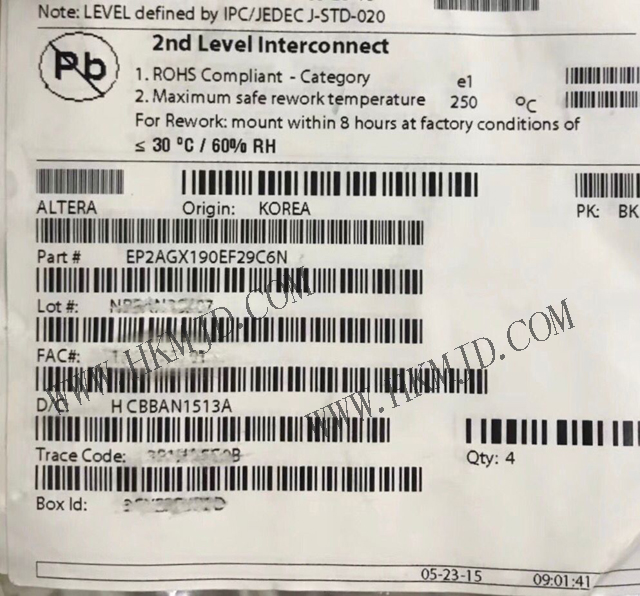 Note: LEVEL defined by IPC/JEDEC J-STD-020
Pb
2nd Level Interconnect
1. ROHS Compliant - Category e1
2. Maximum safe rework temperature 250 °C
For Rework: mount within 8 hours at factory conditions of
≤ 30 °C / 60% RH
ALTERA Origin: KOREA PK: BK
Part # EP2AGX190EF29C6N
Lot #:
FAC#:
D/C: H CBBAN1513A
Trace Code: Qty: 4
Box Id:
05-23-15 09:01:41
WWW.HKMJD.COM
WWW.HKMJD.COM